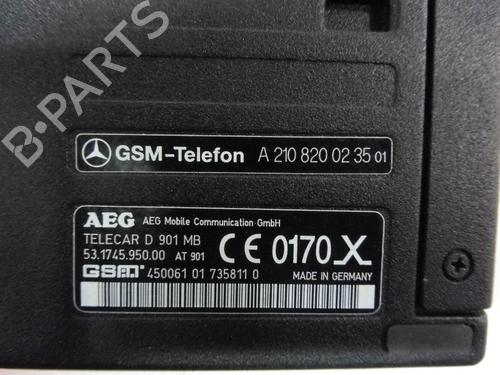 B-PARTS
GSM-Telefon A 210 820 02 35 01
AEG AEG Mobile Communication GmbH
TELECAR D 901 MB
53.1745.950.00 AT 901
CE 0170 X
GSM 450061 01 735811 0 MADE IN GERMANY